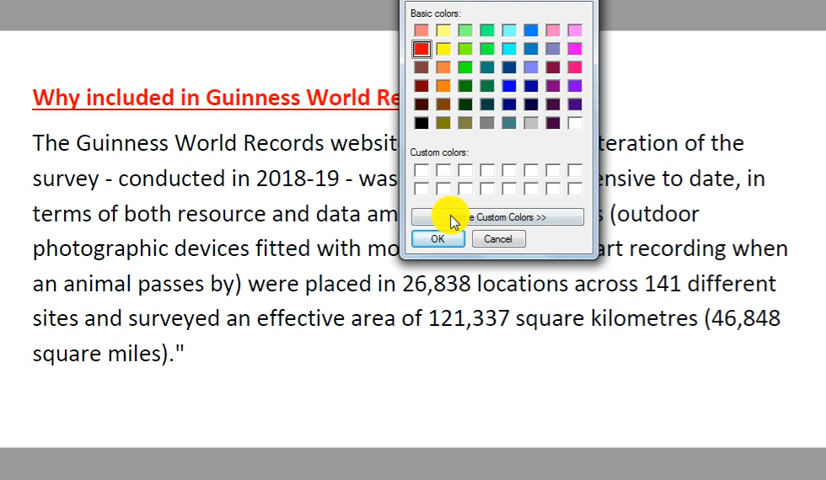 Basic colors:
Why included in Guinness World Re
The Guinness World Records websit teration of the
Custom colors:
survey - conducted in 2018-19 - was ensive to date, in
terms of both resource and data am s (outdoor
Custom Colors >>
OK Cancel
photographic devices fitted with mo art recording when
an animal passes by) were placed in 26,838 locations across 141 different
sites and surveyed an effective area of 121,337 square kilometres (46,848
square miles)."